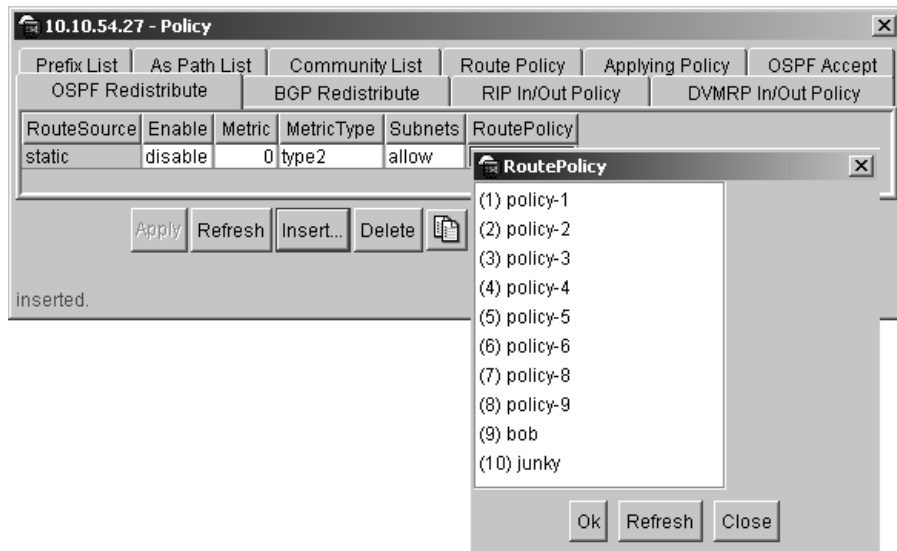 10.10.54.27 - Policy
Prefix List As Path List Community List Route Policy Applying Policy OSPF Accept
OSPF Redistribute BGP Redistribute RIP In/Out Policy DVMRP In/Out Policy
RouteSource Enable Metric MetricType Subnets RoutePolicy
static disable 0 type2 allow
Apply Refresh Insert... Delete
inserted.
RoutePolicy
(1) policy-1
(2) policy-2
(3) policy-3
(4) policy-4
(5) policy-5
(6) policy-6
(7) policy-8
(8) policy-9
(9) bob
(10) junky
Ok Refresh Close